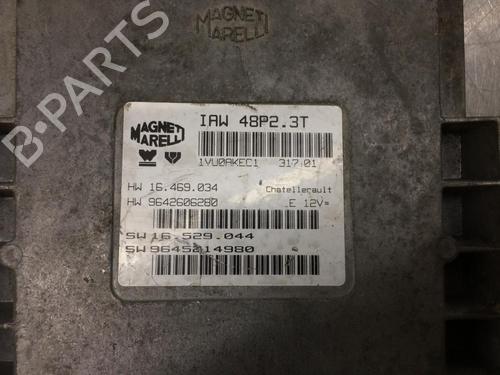 MAGNETI
MARELLI
MAGNETI
MARELLI
IAW 48P2.3T
1VU0AKEC1 317:01
HW 16.469.034 Chatellerault
HW 9642606280 .E 12V=
SW 16.529.044
SW 9645214980
B-PARTS